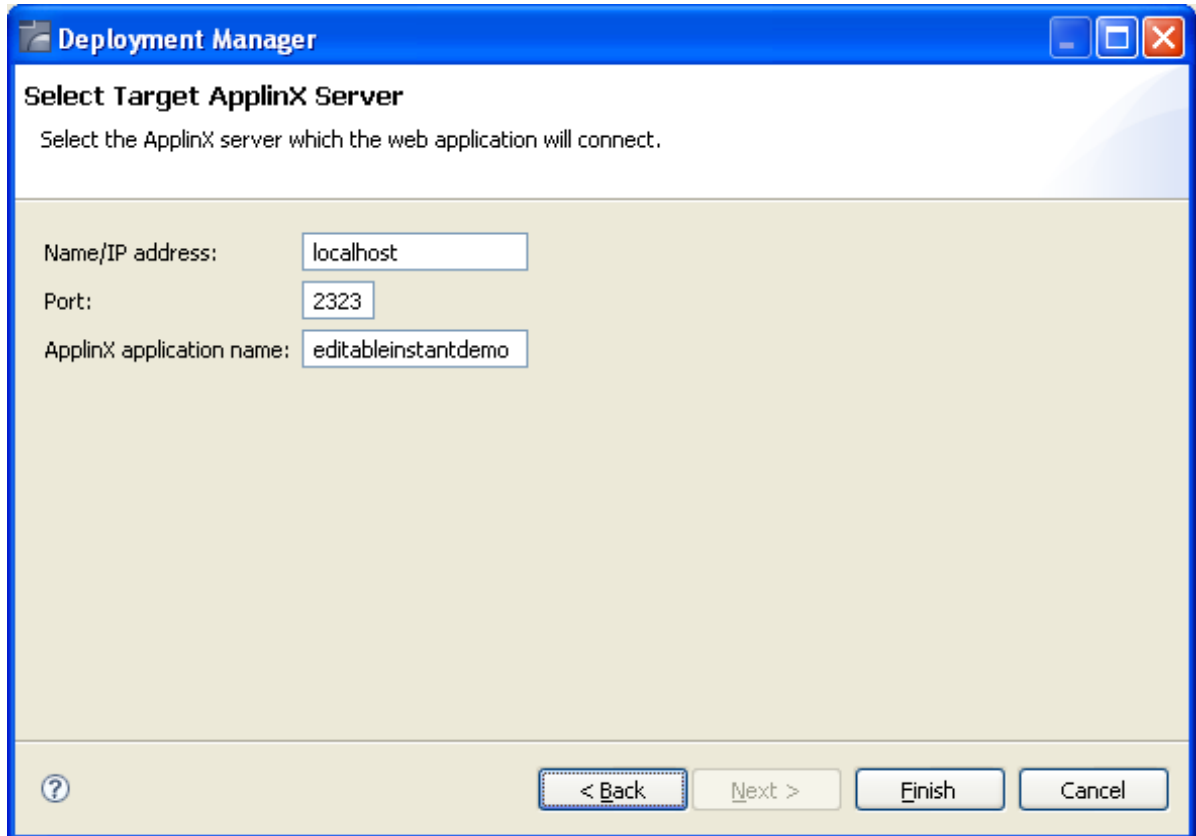 Deployment Manager
Select Target ApplinX Server
Select the ApplinX server which the web application will connect.
Name/IP address: localhost
Port: 2323
ApplinX application name: editableinstantdemo
? < Back Next > Finish Cancel